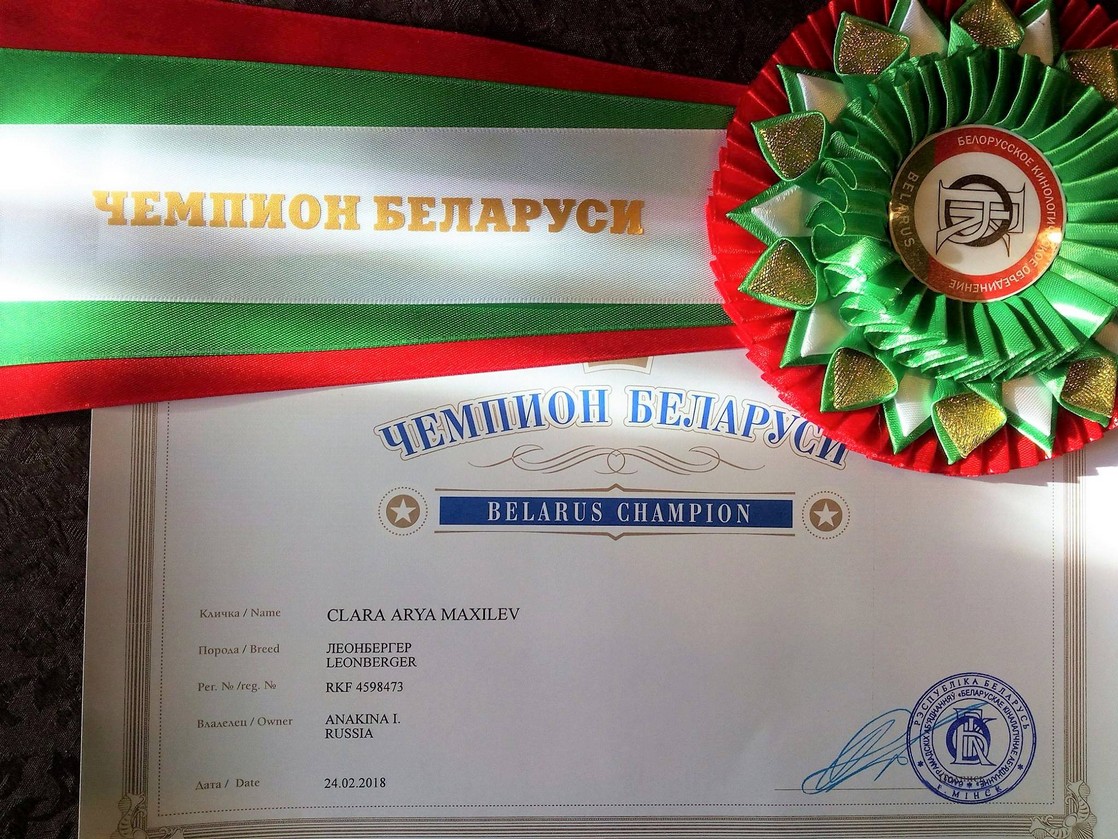 ЧЕМПИОН БЕЛАРУСИ
БЕЛОРУССКОЕ КИНОЛОГИЧЕСКОЕ ОБЪЕДИНЕНИЕ
BELARUS
ЧЕМПИОН БЕЛАРУСИ
BELARUS CHAMPION
Кличка / Name CLARA ARYA MAXILEV
Порода / Breed ЛЕОНБЕРГЕР
LEONBERGER
Рег. № /reg. № RKF 4598473
Владелец / Owner ANAKINA I.
RUSSIA
Дата / Date 24.02.2018
РЭСПУБЛІКА БЕЛАРУСЬ
г. МІНСК